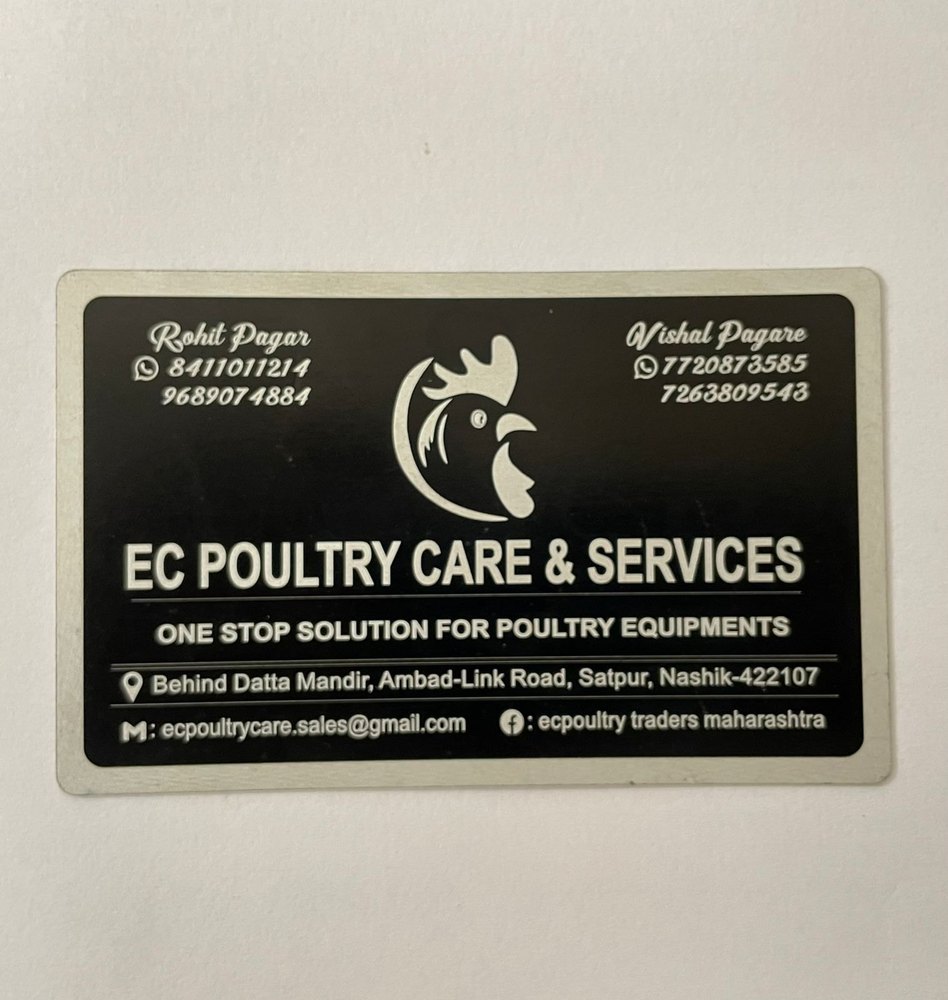 Rohit Pagar
8411011214
9689074884
Vishal Pagare
7720873585
7263809543
EC POULTRY CARE & SERVICES
ONE STOP SOLUTION FOR POULTRY EQUIPMENTS
Behind Datta Mandir, Ambad-Link Road, Satpur, Nashik-422107
M : ecpoultrycare.sales@gmail.com
f : ecpoultry traders maharashtra